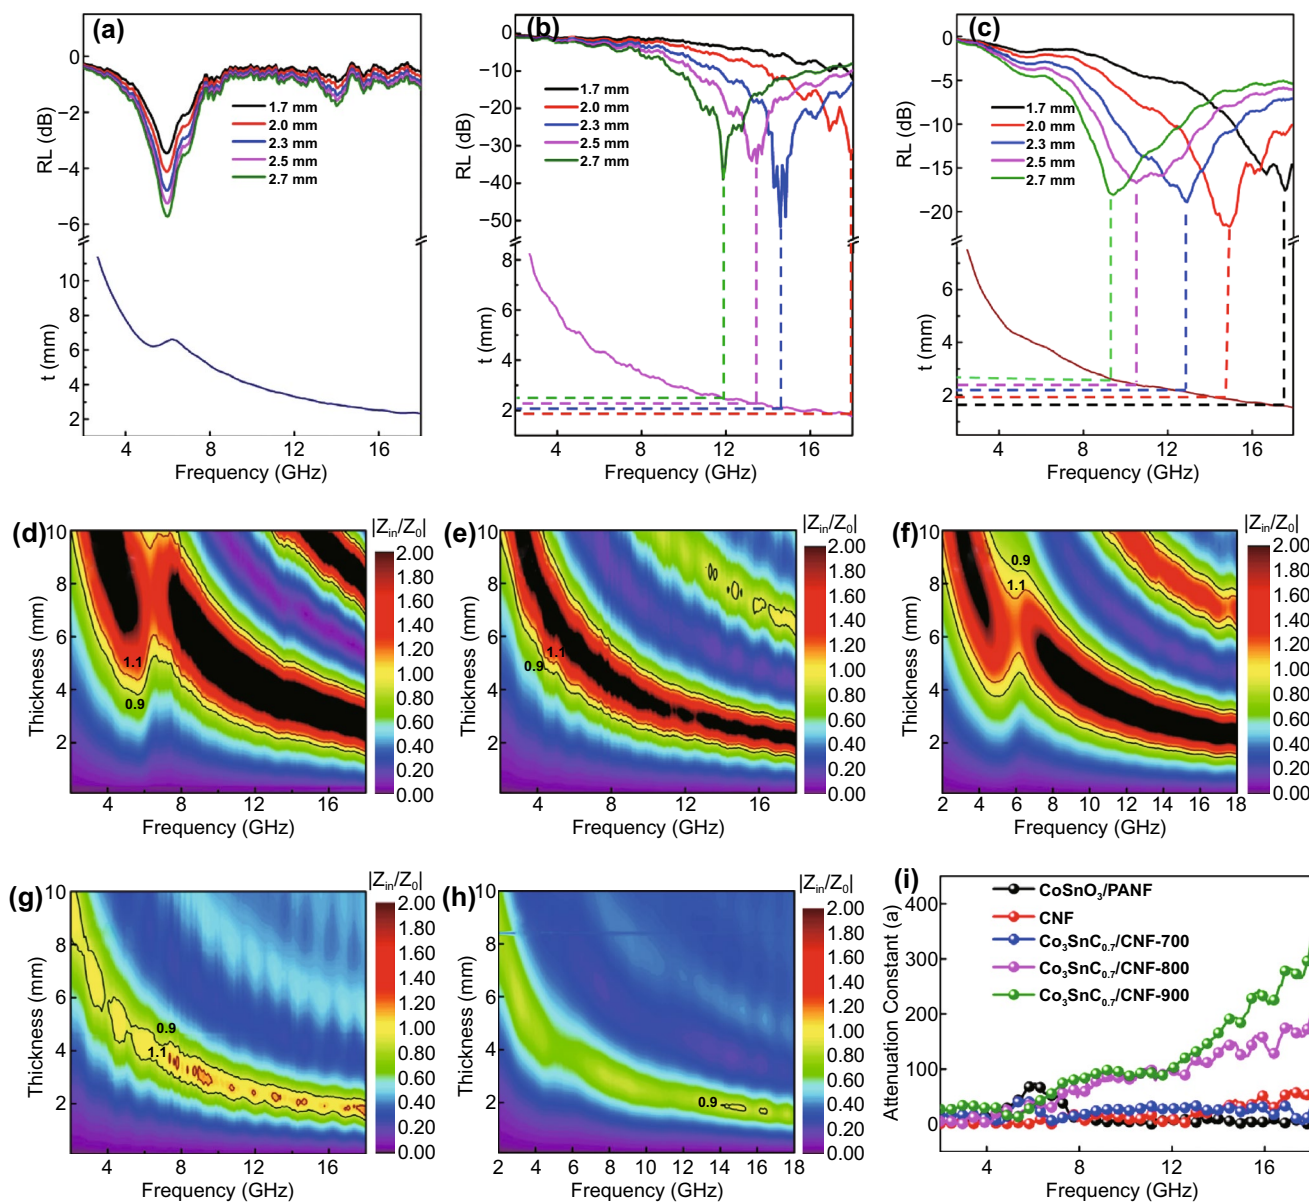 (a)
0
−2
−4
−6
RL (dB)
1.7 mm
2.0 mm
2.3 mm
2.5 mm
2.7 mm
10
8
6
4
2
t (mm)
4 8 12 16
Frequency (GHz)
(b)
0
−10
−20
−30
−40
−50
RL (dB)
1.7 mm
2.0 mm
2.3 mm
2.5 mm
2.7 mm
8
6
4
2
t (mm)
4 8 12 16
Frequency (GHz)
(c)
0
−5
−10
−15
−20
RL (dB)
1.7 mm
2.0 mm
2.3 mm
2.5 mm
2.7 mm
8
6
4
2
t (mm)
4 8 12 16
Frequency (GHz)
(d)
|Zin/Z0|
10
8
6
4
2
Thickness (mm)
1.1
0.9
4 8 12 16
Frequency (GHz)
2.00
1.80
1.60
1.40
1.20
1.00
0.80
0.60
0.40
0.20
0.00
(e)
|Zin/Z0|
10
8
6
4
2
Thickness (mm)
1.1
0.9
4 8 12 16
Frequency (GHz)
2.00
1.80
1.60
1.40
1.20
1.00
0.80
0.60
0.40
0.20
0.00
(f)
|Zin/Z0|
10
8
6
4
2
Thickness (mm)
0.9
1.1
2 4 6 8 10 12 14 16 18
Frequency (GHz)
2.00
1.80
1.60
1.40
1.20
1.00
0.80
0.60
0.40
0.20
0.00
(g)
|Zin/Z0|
10
8
6
4
2
Thickness (mm)
0.9
1.1
4 8 12 16
Frequency (GHz)
2.00
1.80
1.60
1.40
1.20
1.00
0.80
0.60
0.40
0.20
0.00
(h)
|Zin/Z0|
10
8
6
4
2
Thickness (mm)
0.9
2 4 6 8 10 12 14 16 18
Frequency (GHz)
2.00
1.80
1.60
1.40
1.20
1.00
0.80
0.60
0.40
0.20
0.00
(i)
400
300
200
100
0
Attenuation Constant (a)
CoSnO3/PANF
CNF
Co3SnC0.7/CNF-700
Co3SnC0.7/CNF-800
Co3SnC0.7/CNF-900
4 8 12 16
Frequency (GHz)